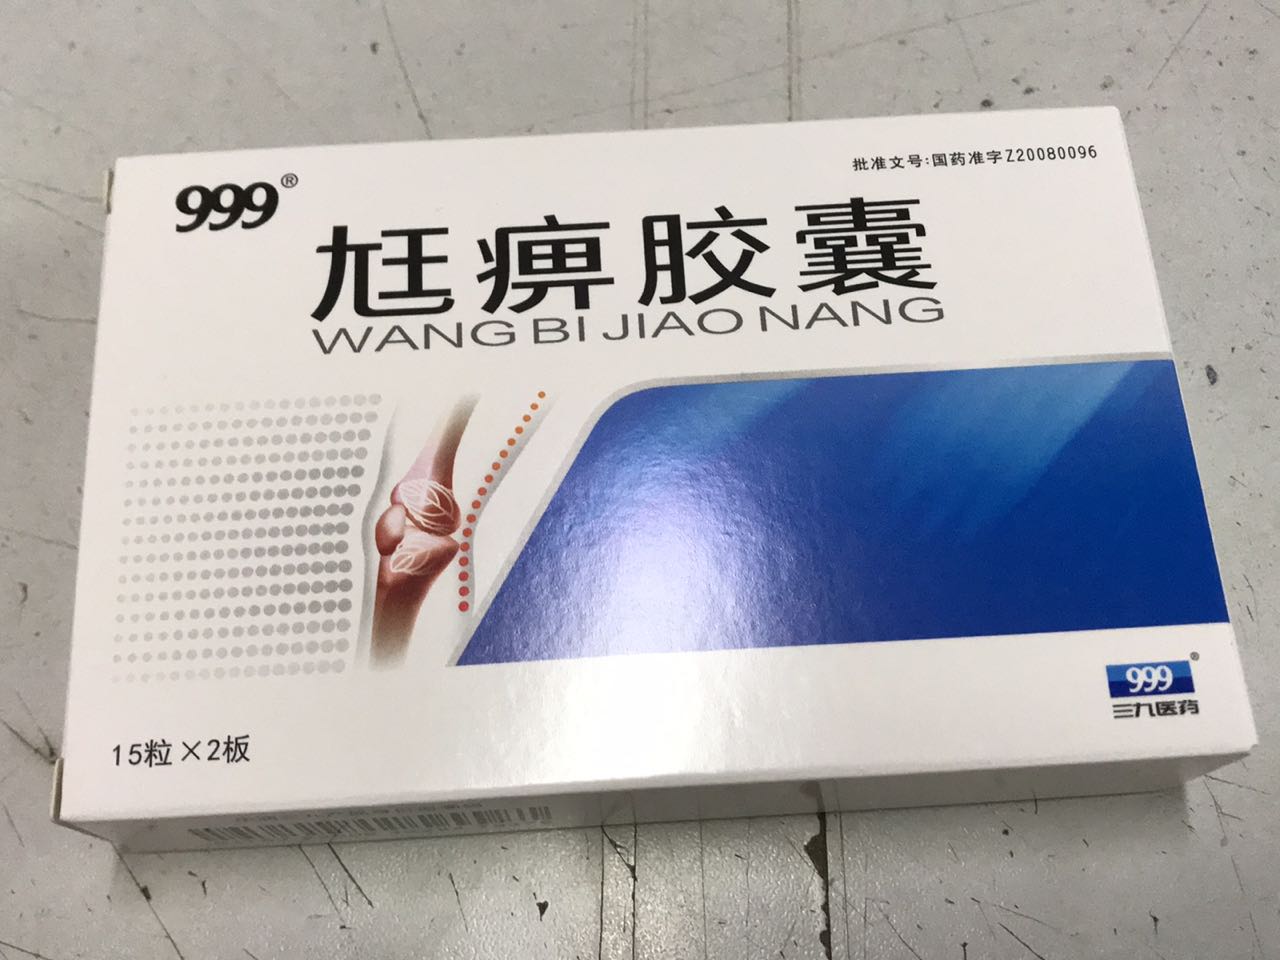 批准文号:国药准字Z20080096
999®
尪痹胶囊
WANG BI JIAO NANG
999®
三九医药
15粒×2板